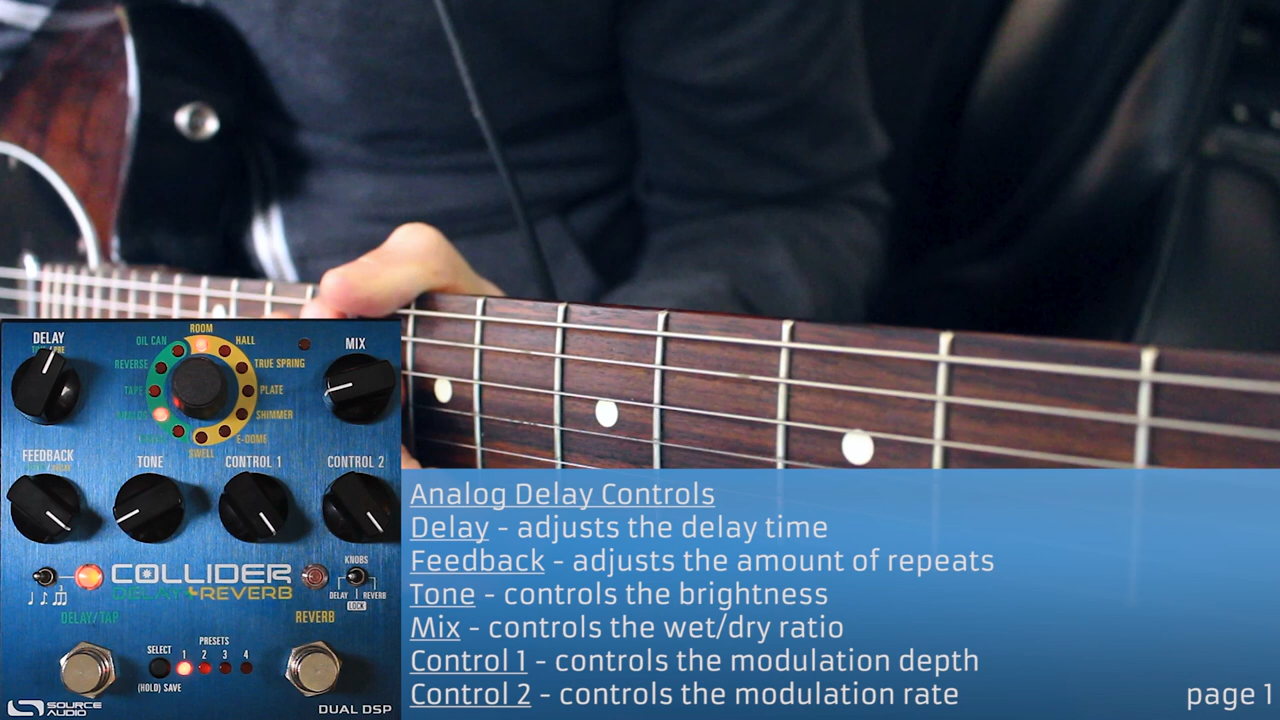 DELAY
ROOM
OIL CAN
HALL
MIX
REVERSE
TRUE SPRING
TAPE
PLATE
SHIMMER
E-DOME
SWELL
FEEDBACK
TONE
CONTROL 1
CONTROL 2
KNOBS
COLLIDER
DELAY+REVERB
DELAY
REVERB
LOCK
DELAY/TAP
REVERB
PRESETS
SELECT
1 2 3 4
(HOLD) SAVE
SOURCE
AUDIO
DUAL DSP
Analog Delay Controls
Delay - adjusts the delay time
Feedback - adjusts the amount of repeats
Tone - controls the brightness
Mix - controls the wet/dry ratio
Control 1 - controls the modulation depth
Control 2 - controls the modulation rate
page 1